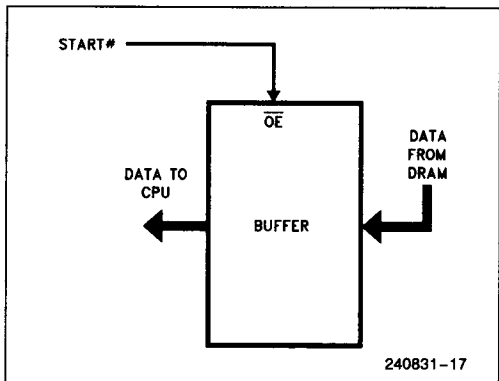 START#
OE
DATA
FROM
DRAM
DATA TO
CPU
BUFFER
240831-17